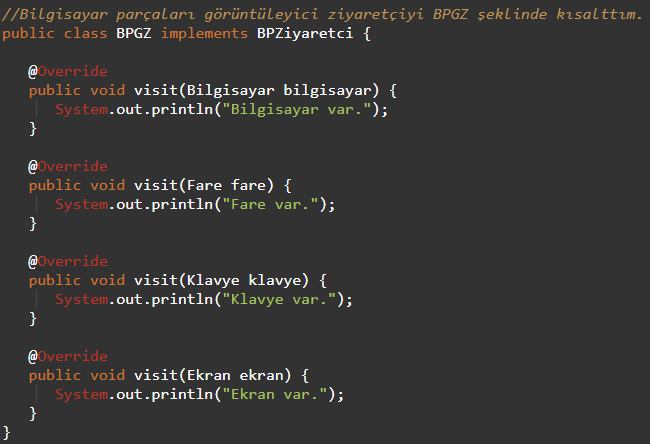 //Bilgisayar parçaları görüntüleyici ziyaretçiyi BPGZ şeklinde kısalttım.
public class BPGZ implements BPZiyaretci {
@Override
public void visit(Bilgisayar bilgisayar) {
System.out.println("Bilgisayar var.");
}
@Override
public void visit(Fare fare) {
System.out.println("Fare var.");
}
@Override
public void visit(Klavye klavye) {
System.out.println("Klavye var.");
}
@Override
public void visit(Ekran ekran) {
System.out.println("Ekran var.");
}
}